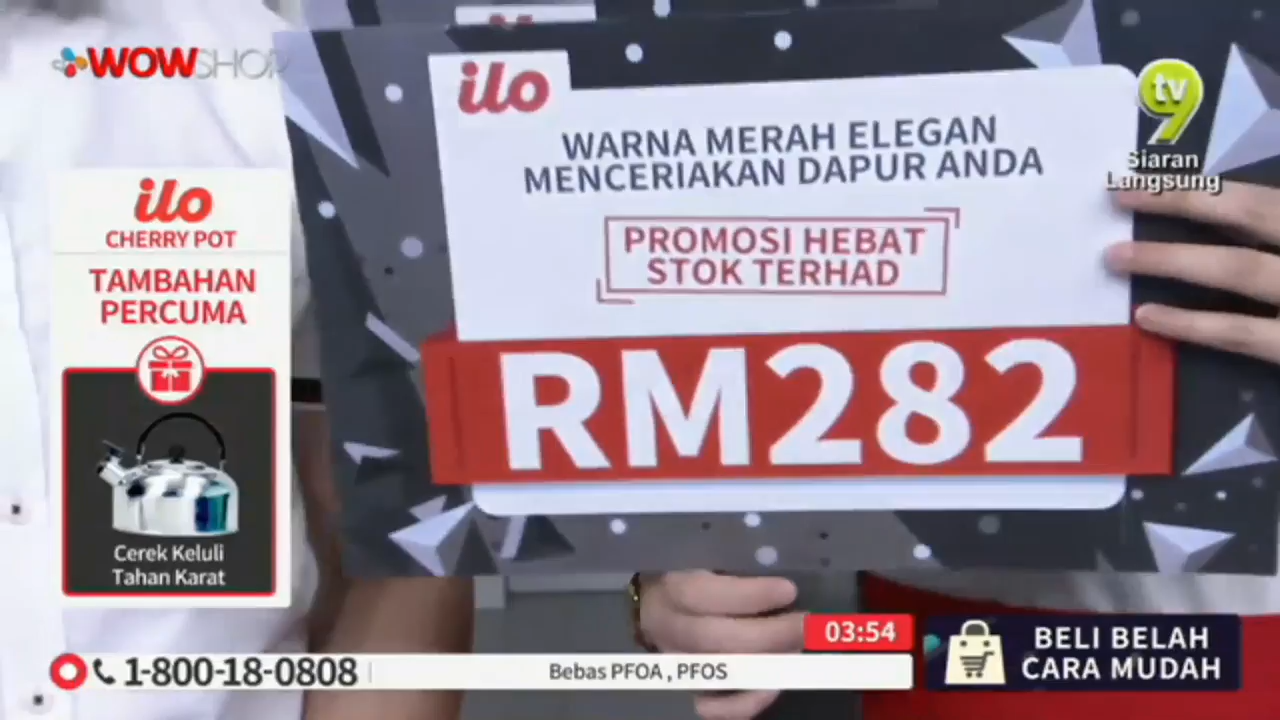 WOWSHOP
ilo
WARNA MERAH ELEGAN
MENCERIAKAN DAPUR ANDA
PROMOSI HEBAT
STOK TERHAD
RM282
tv9
Siaran
Langsung
ilo
CHERRY POT
TAMBAHAN
PERCUMA
Cerek Keluli
Tahan Karat
03:54
1-800-18-0808
Bebas PFOA , PFOS
BELI BELAH
CARA MUDAH